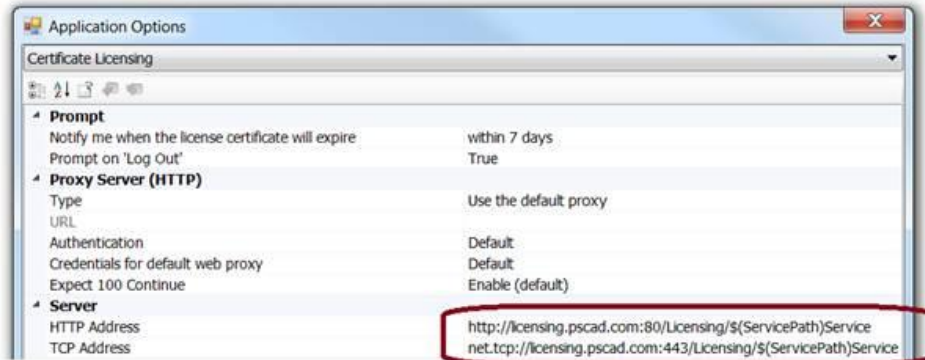 Application Options
Certificate Licensing
Prompt
Notify me when the license certificate will expire within 7 days
Prompt on 'Log Out' True
Proxy Server (HTTP)
Type Use the default proxy
URL
Authentication Default
Credentials for default web proxy Default
Expect 100 Continue Enable (default)
Server
HTTP Address http://licensing.pscad.com:80/Licensing/$(ServicePath)Service
TCP Address net.tcp://licensing.pscad.com:443/Licensing/$(ServicePath)Service